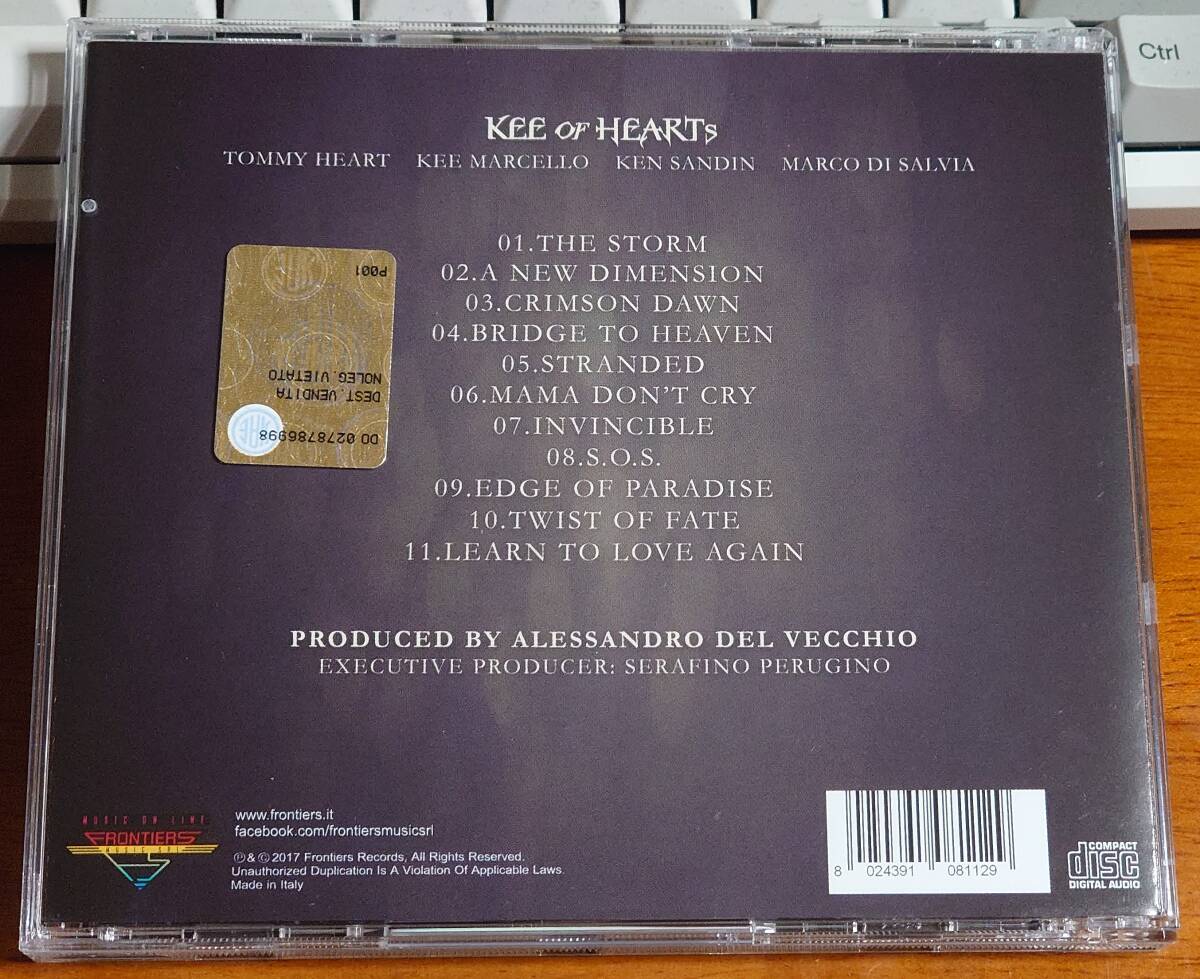 Ctrl
KEE OF HEARTS
TOMMY HEART KEE MARCELLO KEN SANDIN MARCO DI SALVIA
01.THE STORM
02.A NEW DIMENSION
03.CRIMSON DAWN
04.BRIDGE TO HEAVEN
05.STRANDED
06.MAMA DON'T CRY
07.INVINCIBLE
08.S.O.S.
09.EDGE OF PARADISE
10.TWIST OF FATE
11.LEARN TO LOVE AGAIN
DO 0278786998
DEST. VENDITA
NOLEG. VIETATO
P001
PRODUCED BY ALESSANDRO DEL VECCHIO
EXECUTIVE PRODUCER: SERAFINO PERUGINO
MUSIC ON LINE
FRONTIERS
MUSIC SRL
www.frontiers.it
facebook.com/frontiersmusicsrl
℗ & © 2017 Frontiers Records, All Rights Reserved.
Unauthorized Duplication Is A Violation Of Applicable Laws.
Made in Italy
8 024391 081129
COMPACT
disc
DIGITAL AUDIO